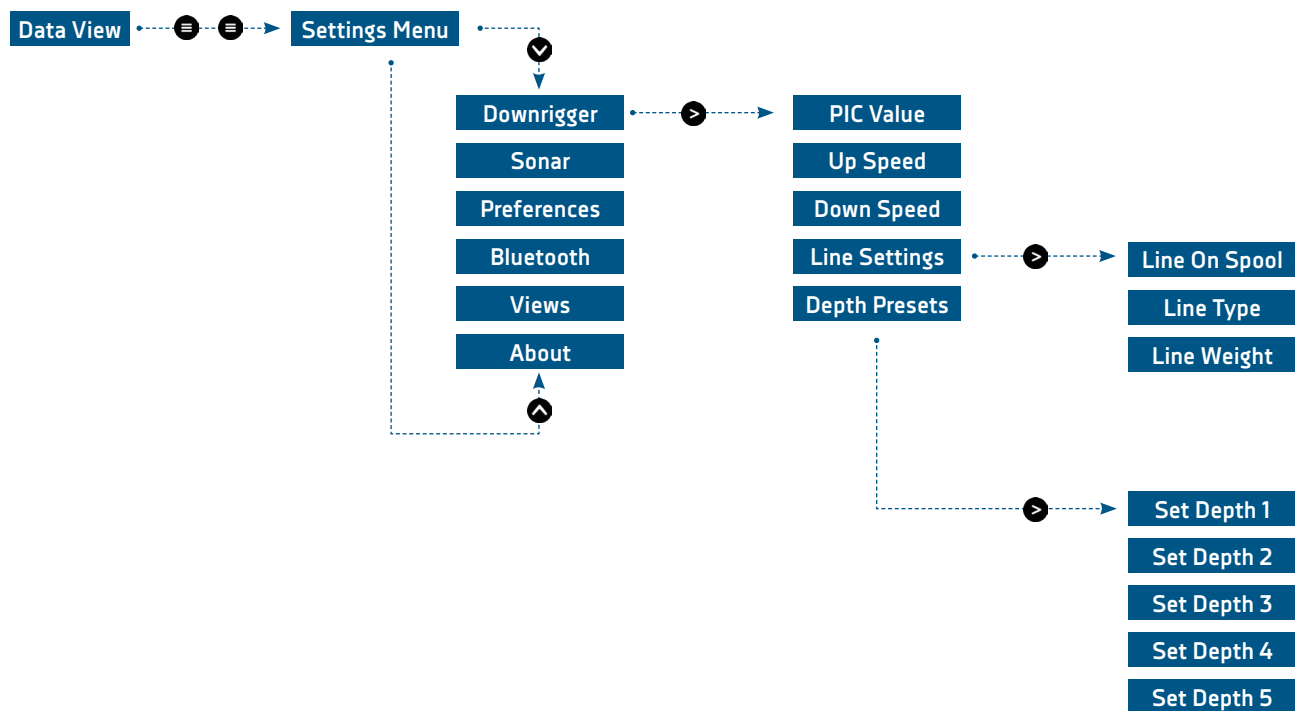 Data View
Settings Menu
Downrigger
Sonar
Preferences
Bluetooth
Views
About
PIC Value
Up Speed
Down Speed
Line Settings
Depth Presets
Line On Spool
Line Type
Line Weight
Set Depth 1
Set Depth 2
Set Depth 3
Set Depth 4
Set Depth 5